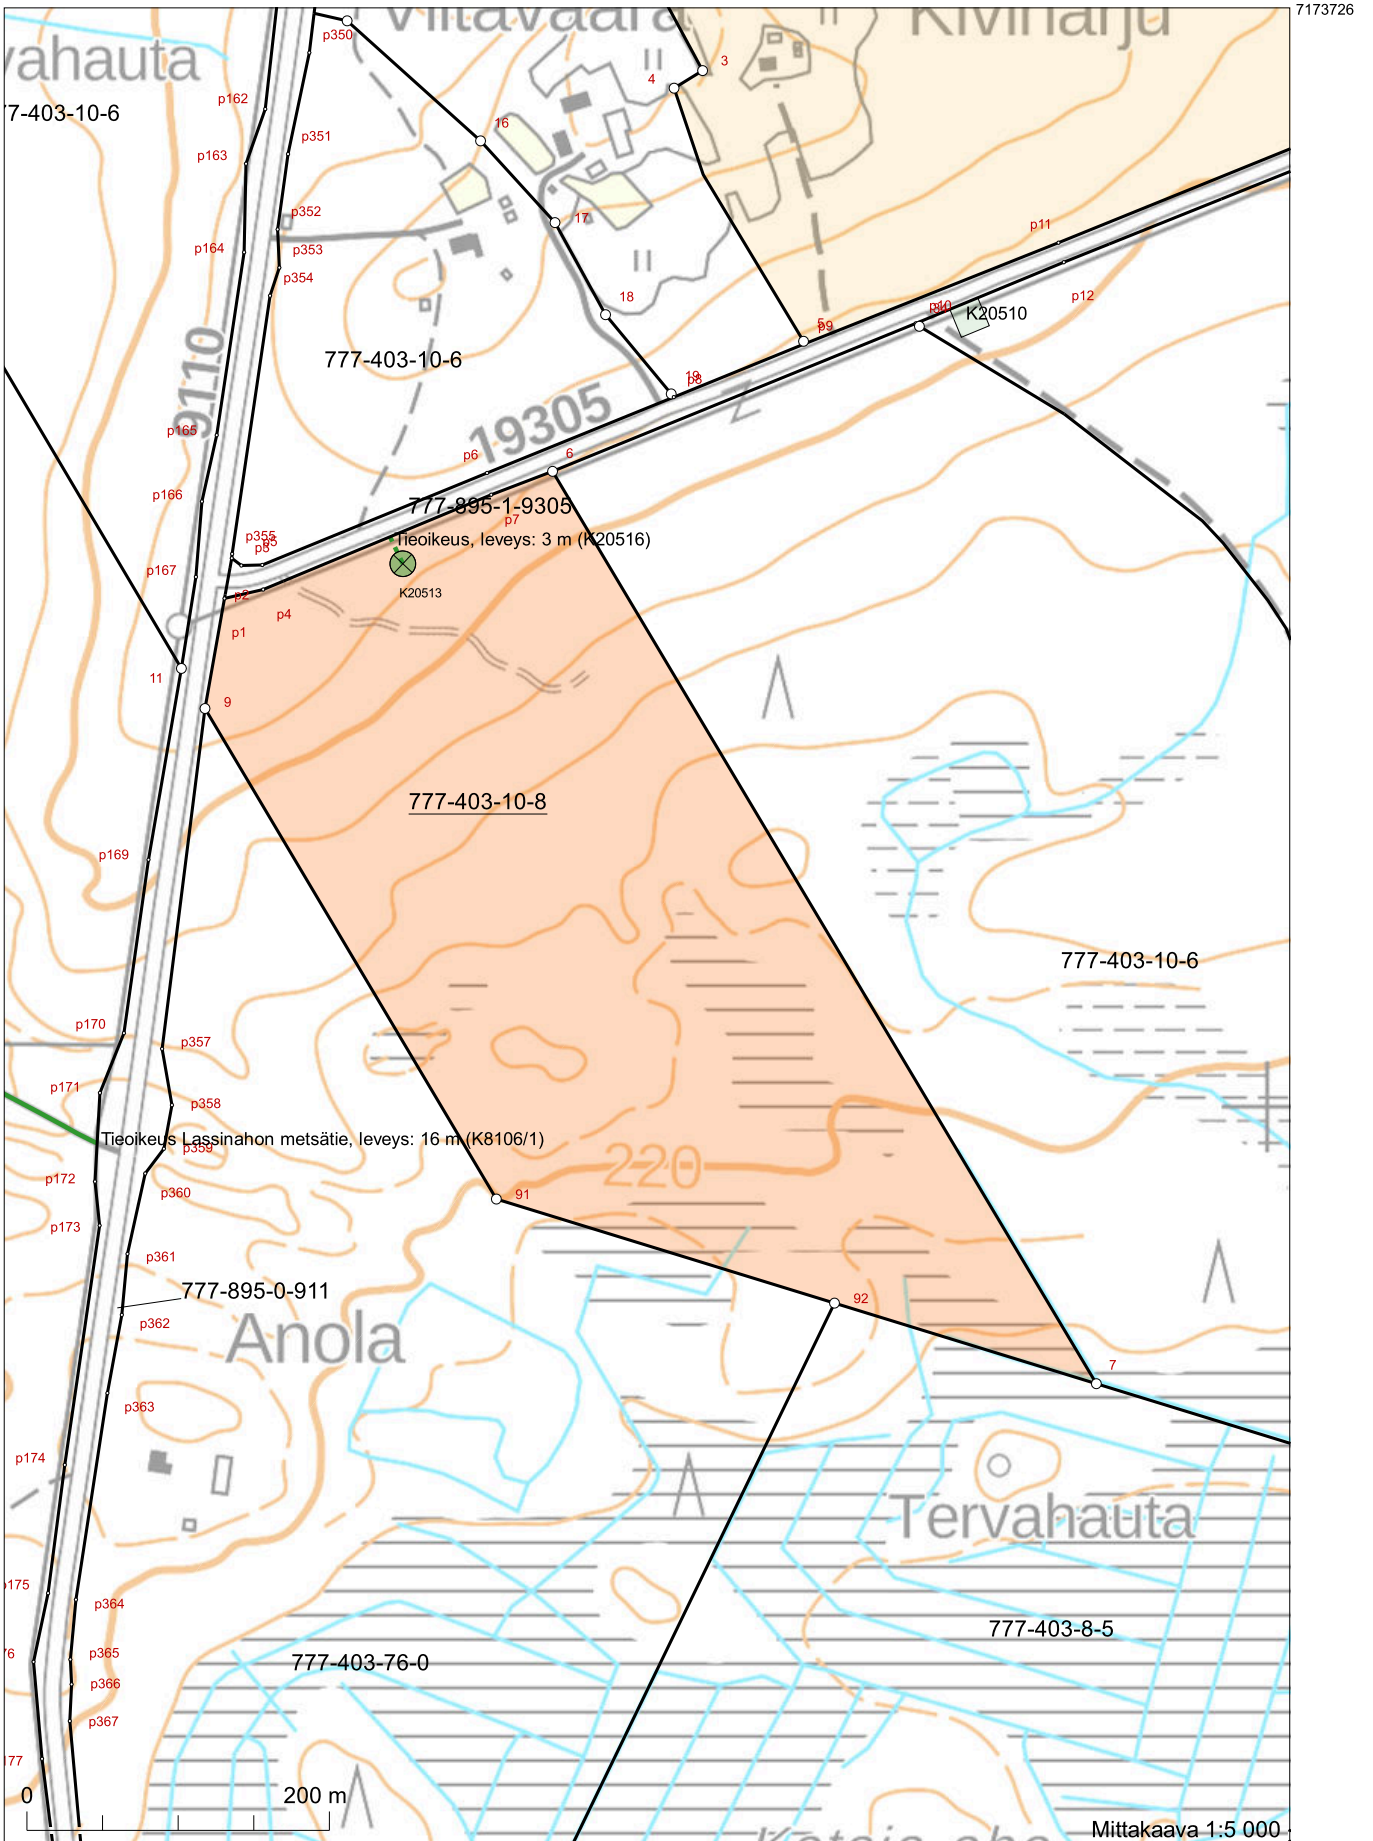 7173726
Viitavaara
Kiviharju
p350
3
4
vahauta
p162
7-403-10-6
16
p351
p163
p352
17
p11
p164
p353
p354
p12
18
K20510
p9
777-403-10-6
9110
19
p8
19305
p165
6
p6
p166
777-895-1-9305
p7
p355
Tieoikeus, leveys: 3 m (K20516)
p167
K20513
p2
p4
p1
11
9
777-403-10-8
p169
777-403-10-6
p170
p357
p171
p358
Tieoikeus Lassinahon metsätie, leveys: 16 m (K8106/1)
p359
220
p172
p360
91
p173
p361
777-895-0-911
92
p362
Anola
7
p363
p174
Tervahauta
175
p364
777-403-8-5
76
p365
777-403-76-0
p366
p367
177
0
200 m
Mittakaava 1:5 000